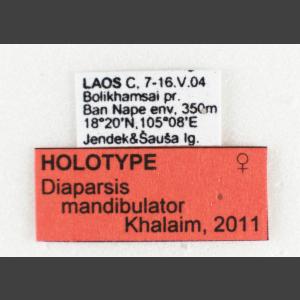 LAOS C, 7-16.V.04
Bolikhamsai pr.
Ban Nape env, 350m
18°20'N,105°08'E
Jendek&Šauša lg.
HOLOTYPE ♀
Diaparsis
mandibulator
Khalaim, 2011